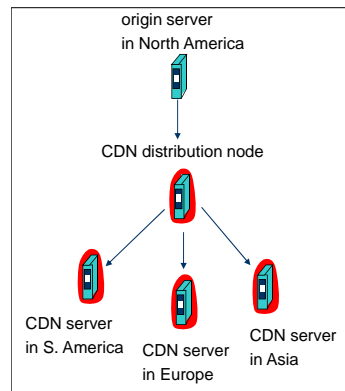 origin server
in North America
CDN distribution node
CDN server
in S. America
CDN server
in Europe
CDN server
in Asia